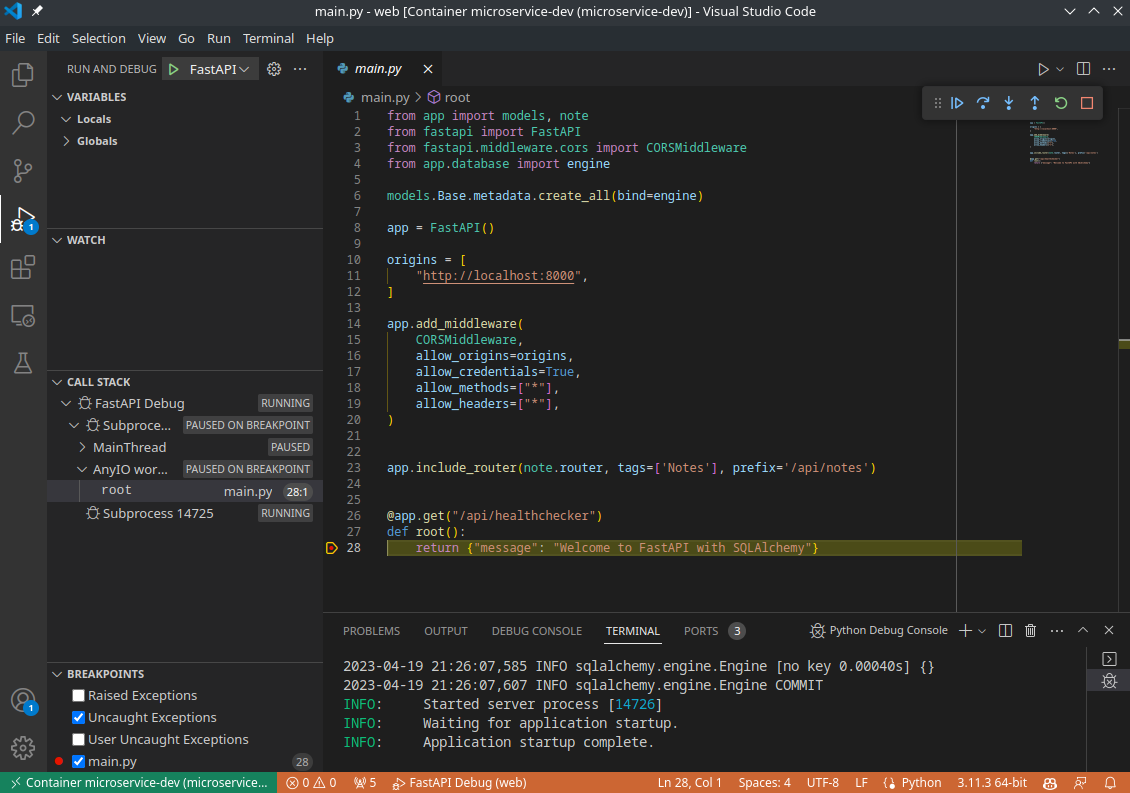 main.py - web [Container microservice-dev (microservice-dev)] - Visual Studio Code
File Edit Selection View Go Run Terminal Help
RUN AND DEBUG FastAPI
VARIABLES
Locals
Globals
WATCH
CALL STACK
FastAPI Debug RUNNING
Subproce... PAUSED ON BREAKPOINT
MainThread PAUSED
AnyIO wor... PAUSED ON BREAKPOINT
root main.py 28:1
Subprocess 14725 RUNNING
BREAKPOINTS
Raised Exceptions
Uncaught Exceptions
User Uncaught Exceptions
main.py 28
1
1
main.py
main.py > root
1 from app import models, note
2 from fastapi import FastAPI
3 from fastapi.middleware.cors import CORSMiddleware
4 from app.database import engine
5
6 models.Base.metadata.create_all(bind=engine)
7
8 app = FastAPI()
9
10 origins = [
11 "http://localhost:8000",
12 ]
13
14 app.add_middleware(
15 CORSMiddleware,
16 allow_origins=origins,
17 allow_credentials=True,
18 allow_methods=["*"],
19 allow_headers=["*"],
20 )
21
22
23 app.include_router(note.router, tags=['Notes'], prefix='/api/notes')
24
25
26 @app.get("/api/healthchecker")
27 def root():
28 return {"message": "Welcome to FastAPI with SQLAlchemy"}
PROBLEMS OUTPUT DEBUG CONSOLE TERMINAL PORTS 3 Python Debug Console
2023-04-19 21:26:07,585 INFO sqlalchemy.engine.Engine [no key 0.00040s] {}
2023-04-19 21:26:07,607 INFO sqlalchemy.engine.Engine COMMIT
INFO: Started server process [14726]
INFO: Waiting for application startup.
INFO: Application startup complete.
Container microservice-dev (microservice... 0 0 5 FastAPI Debug (web) Ln 28, Col 1 Spaces: 4 UTF-8 LF Python 3.11.3 64-bit